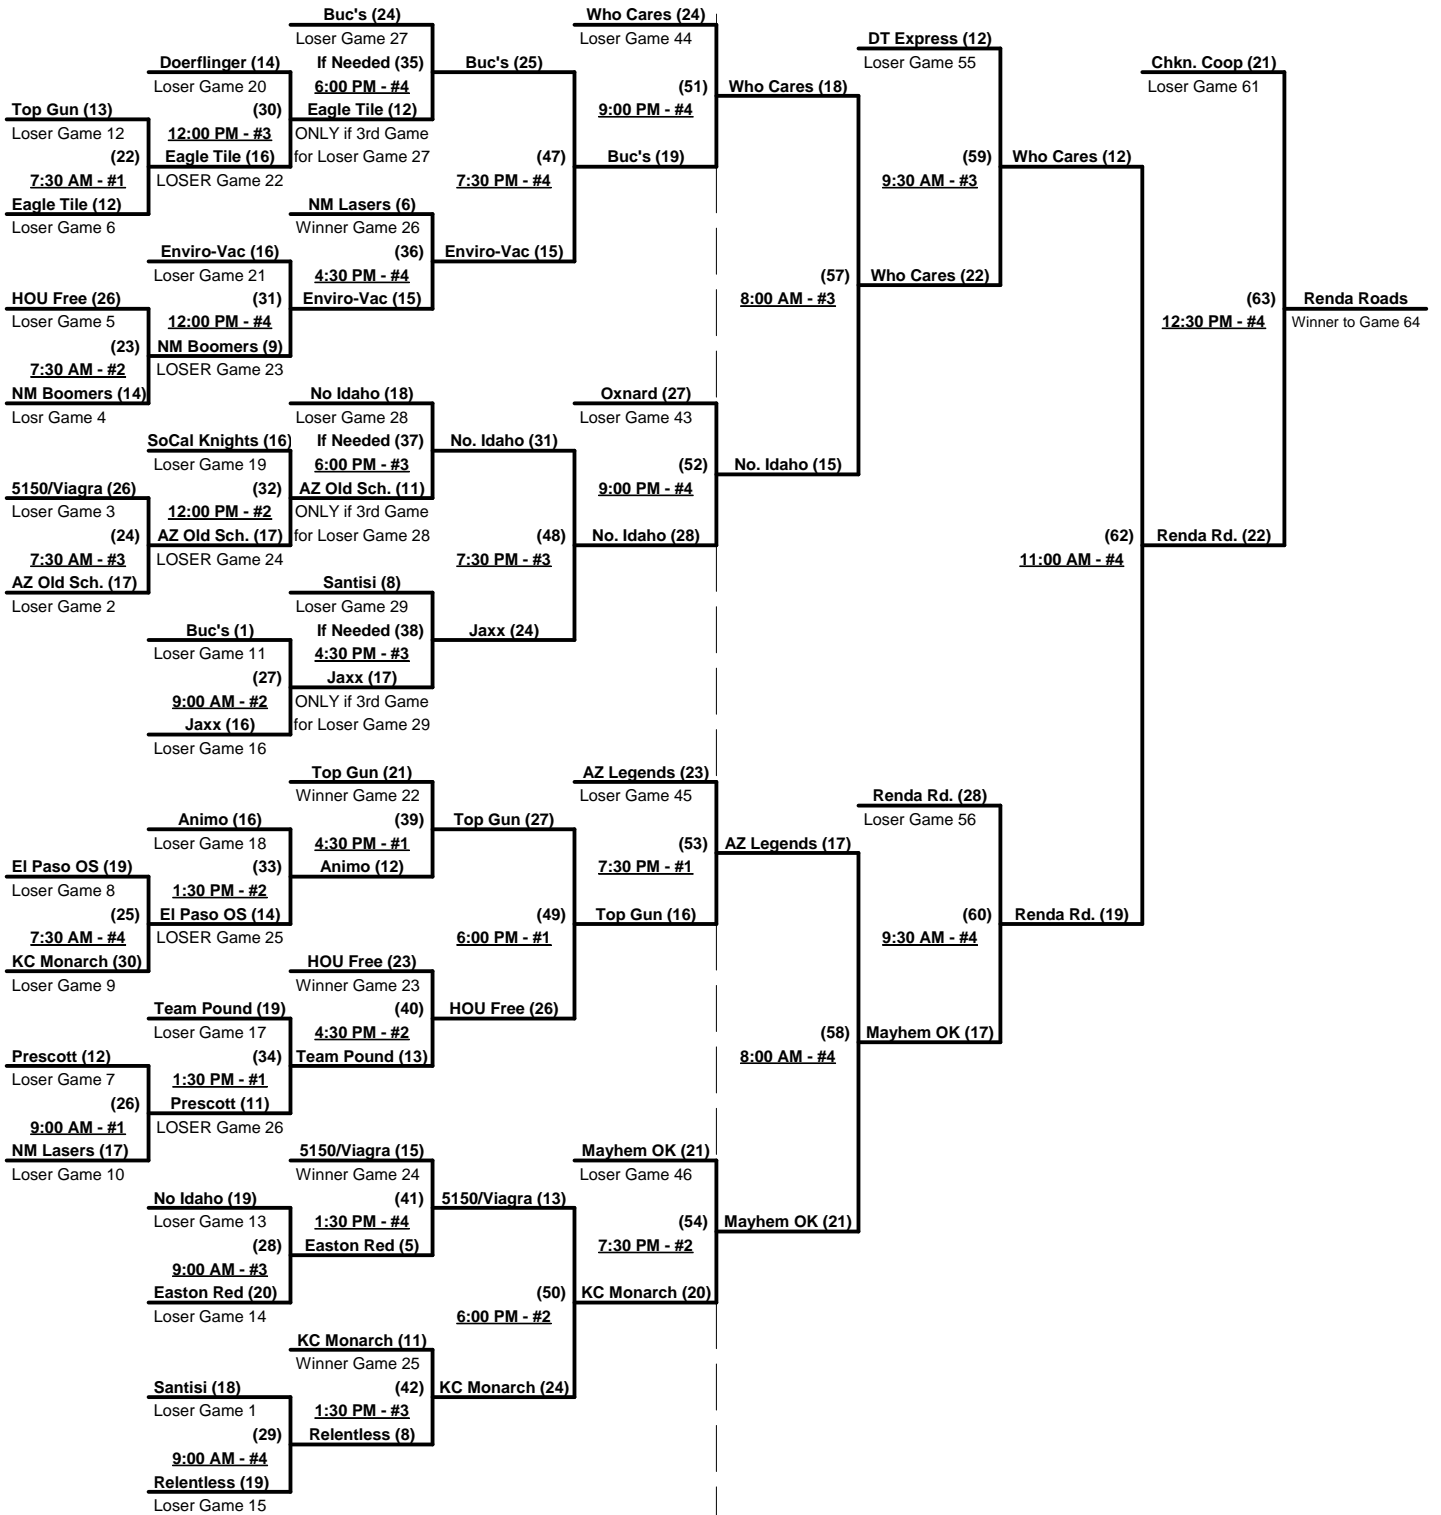 Buc's (24)
Loser Game 27
If Needed (35)
6:00 PM - #4
Eagle Tile (12)
ONLY if 3rd Game
for Loser Game 27
Who Cares (24)
Loser Game 44
(51)
9:00 PM - #4
DT Express (12)
Loser Game 55
Chkn. Coop (21)
Loser Game 61
Doerflinger (14)
Loser Game 20
(30)
12:00 PM - #3
Eagle Tile (16)
LOSER Game 22
Buc's (25)
Who Cares (18)
Top Gun (13)
Loser Game 12
(22)
7:30 AM - #1
Eagle Tile (12)
Loser Game 6
(47)
7:30 PM - #4
Buc's (19)
(59)
9:30 AM - #3
Who Cares (12)
NM Lasers (6)
Winner Game 26
(36)
4:30 PM - #4
Enviro-Vac (15)
Enviro-Vac (15)
Enviro-Vac (16)
Loser Game 21
(31)
12:00 PM - #4
NM Boomers (9)
LOSER Game 23
(57)
8:00 AM - #3
Who Cares (22)
HOU Free (26)
Loser Game 5
(23)
7:30 AM - #2
NM Boomers (14)
Losr Game 4
(63)
12:30 PM - #4
Renda Roads
Winner to Game 64
No Idaho (18)
Loser Game 28
If Needed (37)
6:00 PM - #3
AZ Old Sch. (11)
ONLY if 3rd Game
for Loser Game 28
Oxnard (27)
Loser Game 43
(52)
9:00 PM - #4
SoCal Knights (16)
Loser Game 19
(32)
12:00 PM - #2
AZ Old Sch. (17)
LOSER Game 24
No. Idaho (31)
No. Idaho (15)
5150/Viagra (26)
Loser Game 3
(24)
7:30 AM - #3
AZ Old Sch. (17)
Loser Game 2
(48)
7:30 PM - #3
No. Idaho (28)
(62)
11:00 AM - #4
Renda Rd. (22)
Santisi (8)
Loser Game 29
If Needed (38)
4:30 PM - #3
Jaxx (17)
ONLY if 3rd Game
for Loser Game 29
Jaxx (24)
Buc's (1)
Loser Game 11
(27)
9:00 AM - #2
Jaxx (16)
Loser Game 16
Top Gun (21)
Winner Game 22
(39)
4:30 PM - #1
Animo (12)
AZ Legends (23)
Loser Game 45
(53)
7:30 PM - #1
Renda Rd. (28)
Loser Game 56
Animo (16)
Loser Game 18
(33)
1:30 PM - #2
El Paso OS (14)
LOSER Game 25
Top Gun (27)
AZ Legends (17)
El Paso OS (19)
Loser Game 8
(25)
7:30 AM - #4
KC Monarch (30)
Loser Game 9
(49)
6:00 PM - #1
Top Gun (16)
(60)
9:30 AM - #4
Renda Rd. (19)
HOU Free (23)
Winner Game 23
(40)
4:30 PM - #2
Team Pound (13)
HOU Free (26)
Team Pound (19)
Loser Game 17
(34)
1:30 PM - #1
Prescott (11)
LOSER Game 26
(58)
8:00 AM - #4
Mayhem OK (17)
Prescott (12)
Loser Game 7
(26)
9:00 AM - #1
NM Lasers (17)
Loser Game 10
5150/Viagra (15)
Winner Game 24
(41)
1:30 PM - #4
Easton Red (5)
Mayhem OK (21)
Loser Game 46
(54)
7:30 PM - #2
5150/Viagra (13)
Mayhem OK (21)
No Idaho (19)
Loser Game 13
(28)
9:00 AM - #3
Easton Red (20)
Loser Game 14
(50)
6:00 PM - #2
KC Monarch (20)
KC Monarch (11)
Winner Game 25
(42)
1:30 PM - #3
Relentless (8)
KC Monarch (24)
Santisi (18)
Loser Game 1
(29)
9:00 AM - #4
Relentless (19)
Loser Game 15